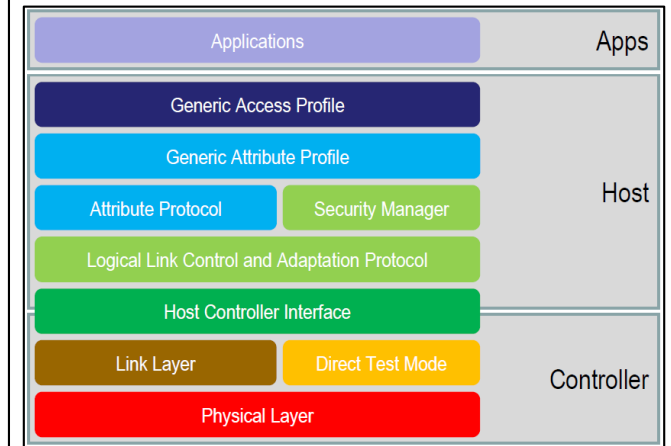 Applications
Apps
Generic Access Profile
Generic Attribute Profile
Attribute Protocol
Security Manager
Host
Logical Link Control and Adaptation Protocol
Host Controller Interface
Link Layer
Direct Test Mode
Controller
Physical Layer